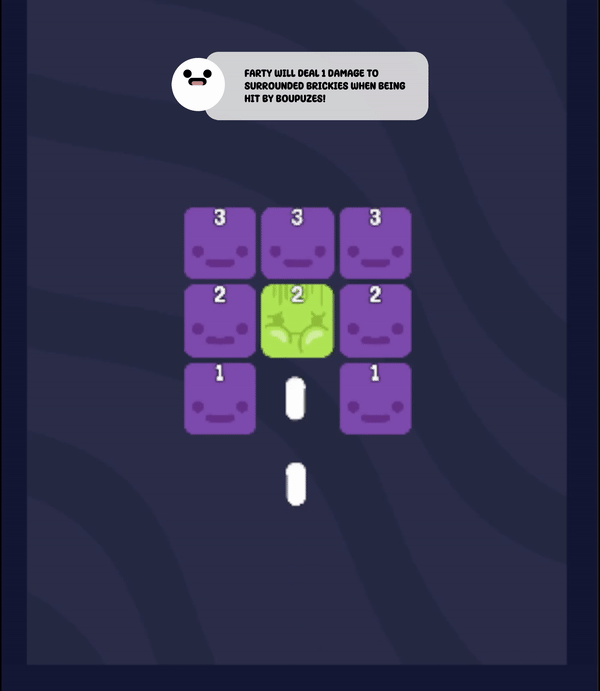 FARTY WILL DEAL 1 DAMAGE TO
SURROUNDED BRICKIES WHEN BEING
HIT BY BOUPUZES!
3 3 3
2 2 2
1 1